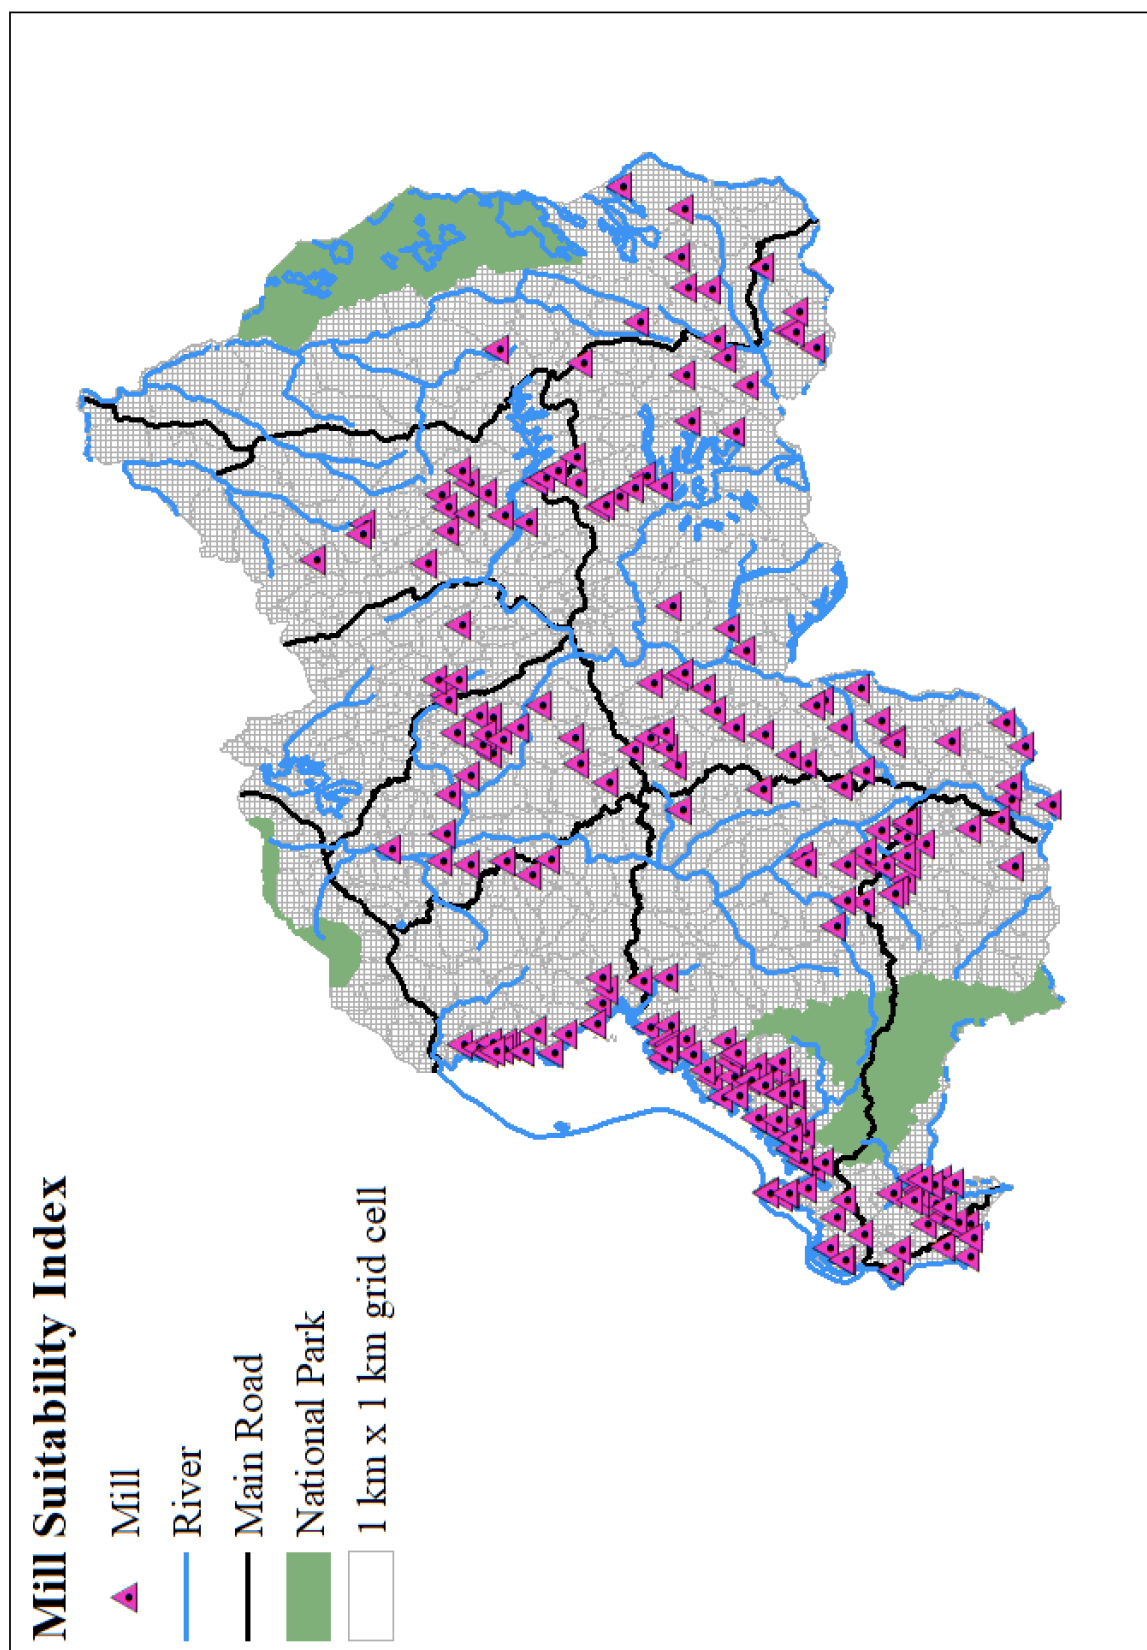 Mill Suitability Index
Mill
River
Main Road
National Park
1 km x 1 km grid cell